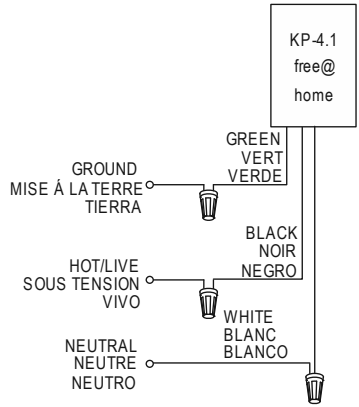 KP-4.1
free@
home
GREEN
VERT
VERDE
GROUND
MISE Á LA TERRE
TIERRA
BLACK
NOIR
NEGRO
HOT/LIVE
SOUS TENSION
VIVO
WHITE
BLANC
BLANCO
NEUTRAL
NEUTRE
NEUTRO